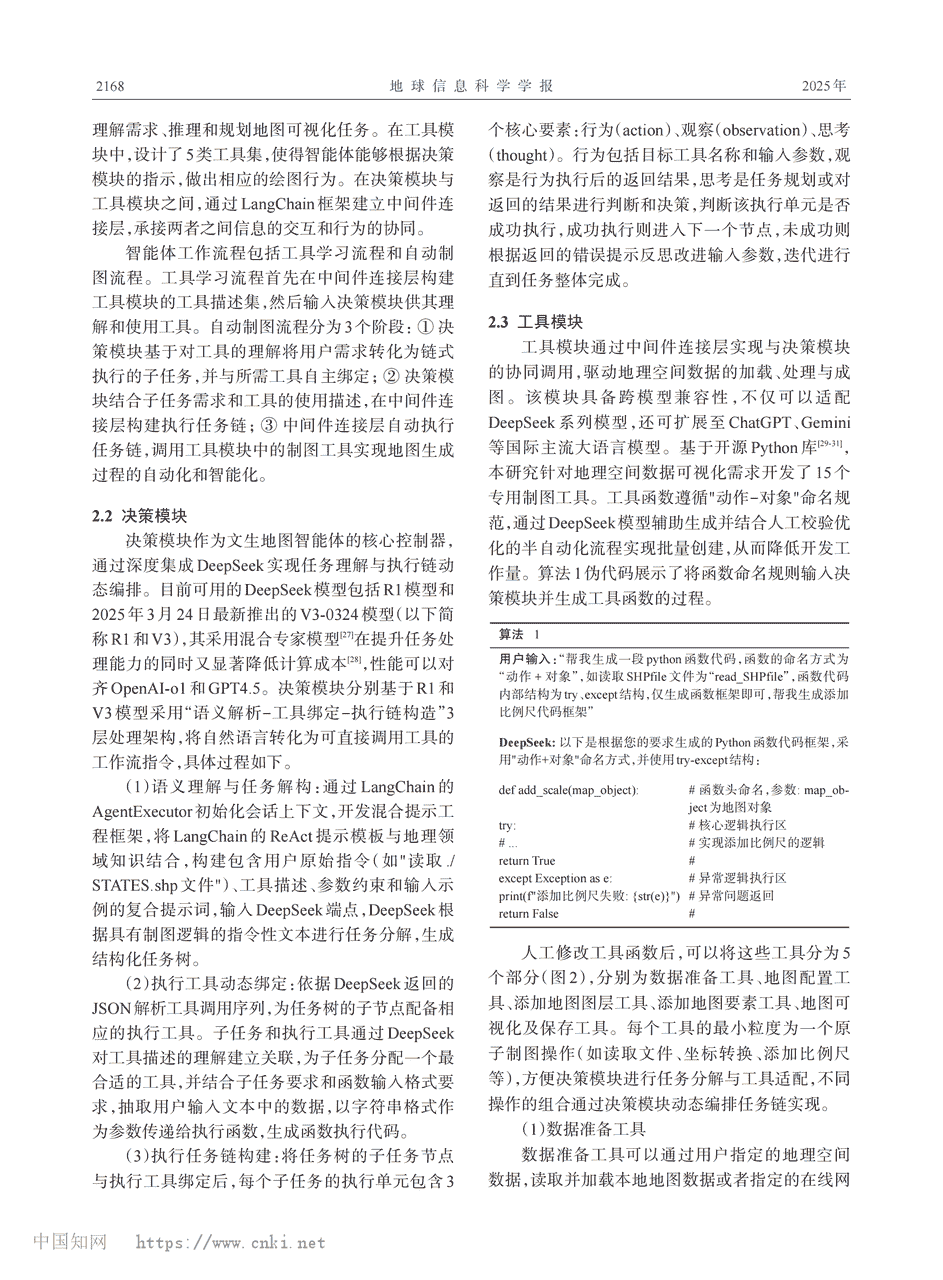 2168
地球信息科学学报
2025年
理解需求、推理和规划地图可视化任务。在工具模
块中,设计了5类工具集,使得智能体能够根据决策
模块的指示,做出相应的绘图行为。在决策模块与
工具模块之间,通过LangChain框架建立中间件连
接层,承接两者之间信息的交互和行为的协同。
智能体工作流程包括工具学习流程和自动制
图流程。工具学习流程首先在中间件连接层构建
工具模块的工具描述集,然后输入决策模块供其理
解和使用工具。自动制图流程分为3个阶段:① 决
策模块基于对工具的理解将用户需求转化为链式
执行的子任务,并与所需工具自主绑定;② 决策模
块结合子任务需求和工具的使用描述,在中间件连
接层构建执行任务链;③ 中间件连接层自动执行
任务链,调用工具模块中的制图工具实现地图生成
过程的自动化和智能化。
2.2 决策模块
决策模块作为文生地图智能体的核心控制器,
通过深度集成DeepSeek实现任务理解与执行链动
态编排。目前可用的DeepSeek模型包括R1模型和
2025年3月24日最新推出的V3-0324模型(以下简
称R1和V3),其采用混合专家模型[27]在提升任务处
理能力的同时又显著降低计算成本[28],性能可以对
齐OpenAI-o1和GPT4.5。决策模块分别基于R1和
V3模型采用“语义解析-工具绑定-执行链构造”3
层处理架构,将自然语言转化为可直接调用工具的
工作流指令,具体过程如下。
(1)语义理解与任务解构:通过LangChain的
AgentExecutor初始化会话上下文,开发混合提示工
程框架,将LangChain的ReAct提示模板与地理领
域知识结合,构建包含用户原始指令(如"读取./
STATES.shp文件")、工具描述、参数约束和输入示
例的复合提示词,输入DeepSeek端点,DeepSeek根
据具有制图逻辑的指令性文本进行任务分解,生成
结构化任务树。
(2)执行工具动态绑定:依据DeepSeek返回的
JSON解析工具调用序列,为任务树的子节点配备相
应的执行工具。子任务和执行工具通过DeepSeek
对工具描述的理解建立关联,为子任务分配一个最
合适的工具,并结合子任务要求和函数输入格式要
求,抽取用户输入文本中的数据,以字符串格式作
为参数传递给执行函数,生成函数执行代码。
(3)执行任务链构建:将任务树的子任务节点
与执行工具绑定后,每个子任务的执行单元包含3
个核心要素:行为(action)、观察(observation)、思考
(thought)。行为包括目标工具名称和输入参数,观
察是行为执行后的返回结果,思考是任务规划或对
返回的结果进行判断和决策,判断该执行单元是否
成功执行,成功执行则进入下一个节点,未成功则
根据返回的错误提示反思改进输入参数,迭代进行
直到任务整体完成。
2.3 工具模块
工具模块通过中间件连接层实现与决策模块
的协同调用,驱动地理空间数据的加载、处理与成
图。该模块具备跨模型兼容性,不仅可以适配
DeepSeek系列模型,还可扩展至ChatGPT、Gemini
等国际主流大语言模型。基于开源Python库[29-31],
本研究针对地理空间数据可视化需求开发了15个
专用制图工具。工具函数遵循"动作-对象"命名规
范,通过DeepSeek模型辅助生成并结合人工校验优
化的半自动化流程实现批量创建,从而降低开发工
作量。算法1伪代码展示了将函数命名规则输入决
策模块并生成工具函数的过程。
算法 1
用户输入:“帮我生成一段python函数代码,函数的命名方式为
“动作 + 对象”,如读取SHPfile文件为“read_SHPfile”,函数代码
内部结构为try、except结构,仅生成函数框架即可,帮我生成添加
比例尺代码框架”
DeepSeek: 以下是根据您的要求生成的Python函数代码框架,采
用"动作+对象"命名方式,并使用try-except结构:
def add_scale(map_object): # 函数头命名,参数: map_ob-
ject为地图对象
try: # 核心逻辑执行区
# ... # 实现添加比例尺的逻辑
return True #
except Exception as e: # 异常逻辑执行区
print(f"添加比例尺失败: {str(e)}") # 异常问题返回
return False #
人工修改工具函数后,可以将这些工具分为5
个部分(图2),分别为数据准备工具、地图配置工
具、添加地图图层工具、添加地图要素工具、地图可
视化及保存工具。每个工具的最小粒度为一个原
子制图操作(如读取文件、坐标转换、添加比例尺
等),方便决策模块进行任务分解与工具适配,不同
操作的组合通过决策模块动态编排任务链实现。
(1)数据准备工具
数据准备工具可以通过用户指定的地理空间
数据,读取并加载本地地图数据或者指定的在线网
中国知网 https://www.cnki.net